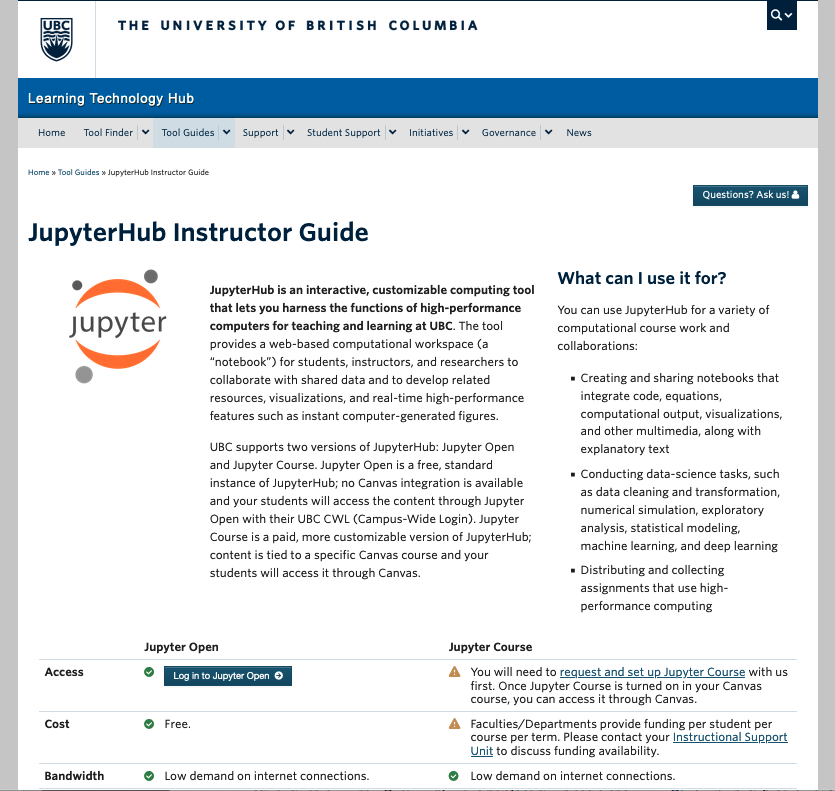 UBC
THE UNIVERSITY OF BRITISH COLUMBIA
Learning Technology Hub
Home Tool Finder Tool Guides Support Student Support Initiatives Governance News
Home » Tool Guides » JupyterHub Instructor Guide
Questions? Ask us!
JupyterHub Instructor Guide
jupyter
JupyterHub is an interactive, customizable computing tool
that lets you harness the functions of high-performance
computers for teaching and learning at UBC. The tool
provides a web-based computational workspace (a
“notebook”) for students, instructors, and researchers to
collaborate with shared data and to develop related
resources, visualizations, and real-time high-performance
features such as instant computer-generated figures.
UBC supports two versions of JupyterHub: Jupyter Open
and Jupyter Course. Jupyter Open is a free, standard
instance of JupyterHub; no Canvas integration is available
and your students will access the content through Jupyter
Open with their UBC CWL (Campus-Wide Login). Jupyter
Course is a paid, more customizable version of JupyterHub;
content is tied to a specific Canvas course and your
students will access it through Canvas.
What can I use it for?
You can use JupyterHub for a variety of
computational course work and
collaborations:
▪ Creating and sharing notebooks that
integrate code, equations,
computational output, visualizations,
and other multimedia, along with
explanatory text
▪ Conducting data-science tasks, such
as data cleaning and transformation,
numerical simulation, exploratory
analysis, statistical modeling,
machine learning, and deep learning
▪ Distributing and collecting
assignments that use high-
performance computing
Jupyter Open Jupyter Course
Access
Log in to Jupyter Open
You will need to request and set up Jupyter Course with us
first. Once Jupyter Course is turned on in your Canvas
course, you can access it through Canvas.
Cost
Free.
Faculties/Departments provide funding per student per
course per term. Please contact your Instructional Support
Unit to discuss funding availability.
Bandwidth
Low demand on internet connections.
Low demand on internet connections.